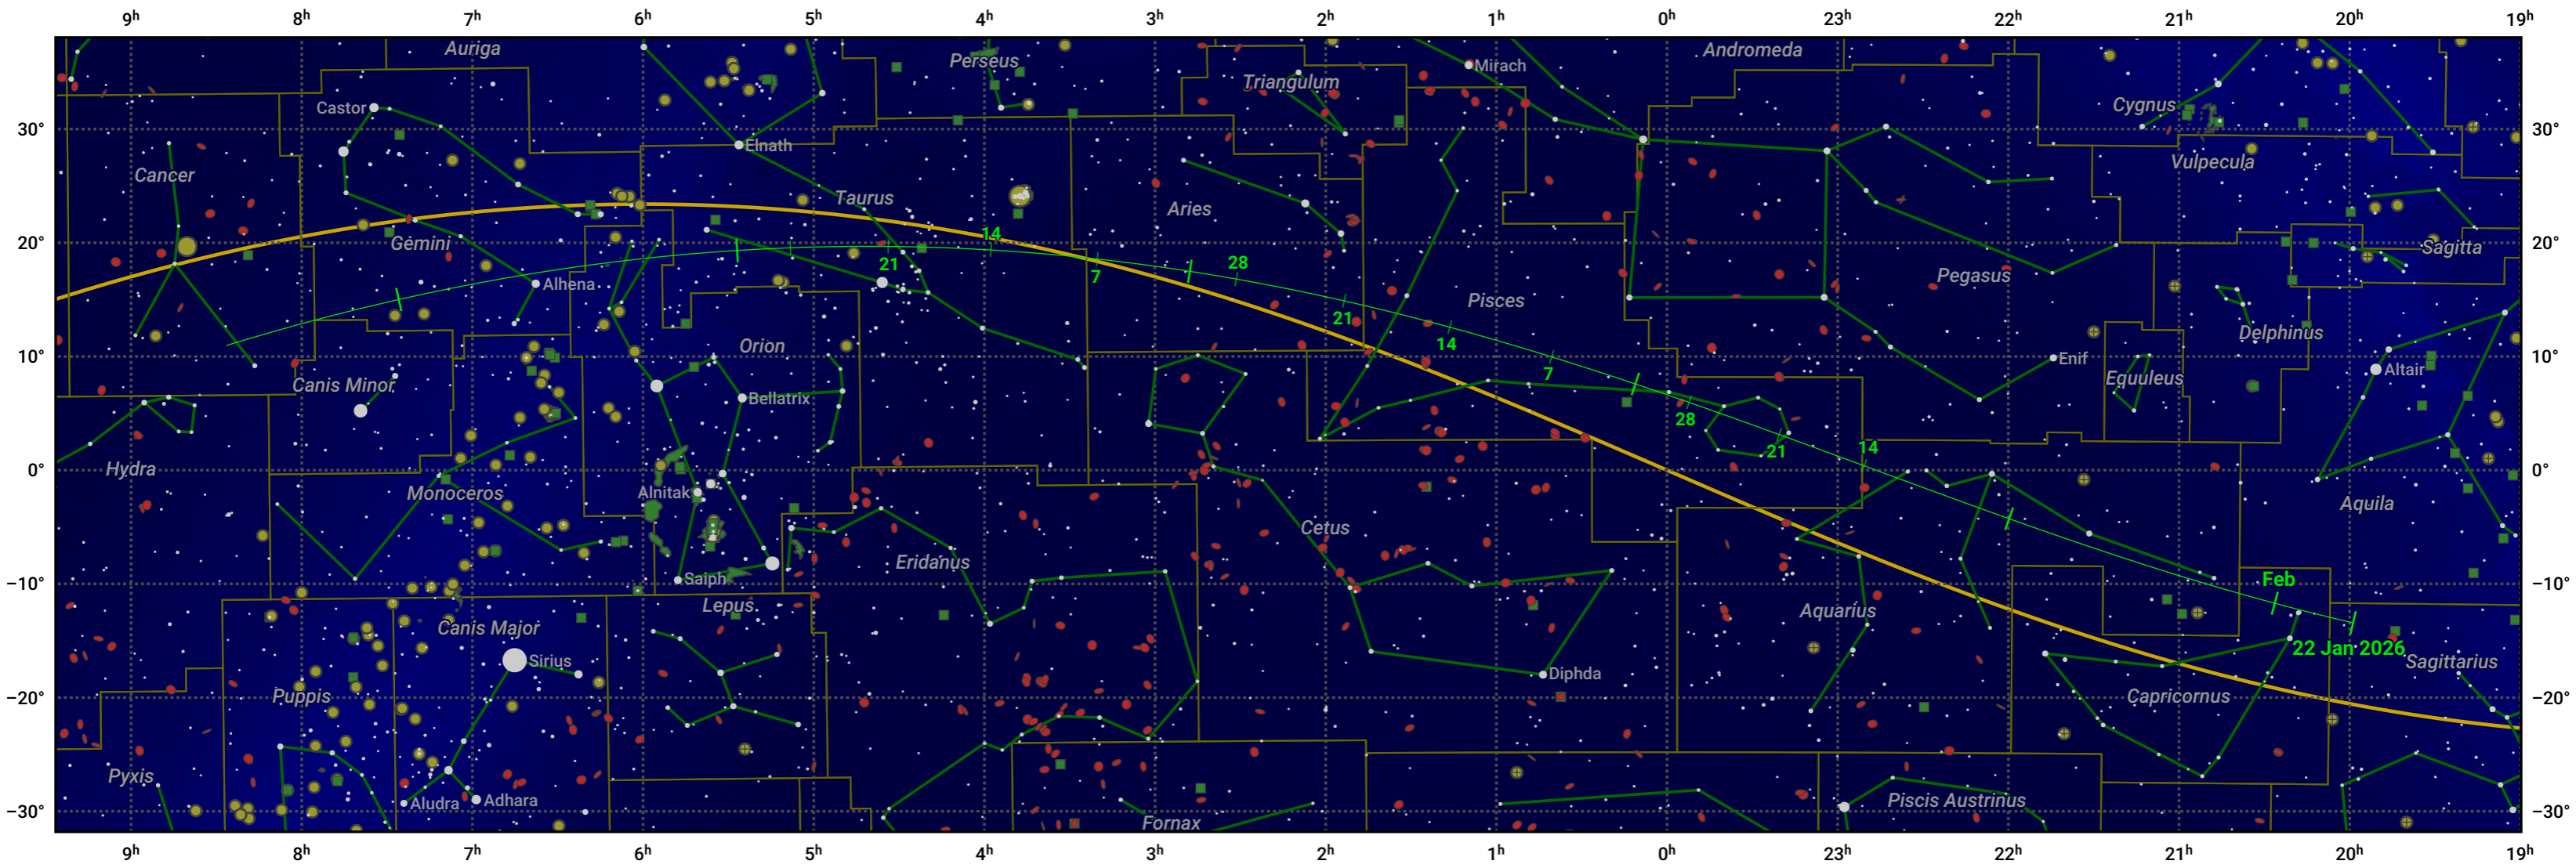 9ʰ 8ʰ 7ʰ 6ʰ 5ʰ 4ʰ 3ʰ 2ʰ 1ʰ 0ʰ 23ʰ 22ʰ 21ʰ 20ʰ 19ʰ
Auriga Perseus Andromeda
Mirach
Triangulum
Castor Cygnus
30° 30°
Elnath
Vulpecula
Cancer
Taurus
Aries
14
20° Gemini 20°
Sagitta
21 28
7 Pegasus
Alhena
Pisces
21
Delphinus
14
Orion
10° Enif 10°
Altair
7
Equuleus
Canis Minor
Bellatrix
28
14
21
Hydra 0° 0°
Monoceros Alnitak
Aquila
Cetus
Eridanus
Saiph Feb
−10° −10°
Lepus Aquarius
Canis Major
22 Jan 2026
Sirius Sagittarius
Diphda
Puppis Capricornus
−20° −20°
Pyxis
Aludra Adhara Piscis Austrinus
−30° −30°
Fornax
9ʰ 8ʰ 7ʰ 6ʰ 5ʰ 4ʰ 3ʰ 2ʰ 1ʰ 0ʰ 23ʰ 22ʰ 21ʰ 20ʰ 19ʰ